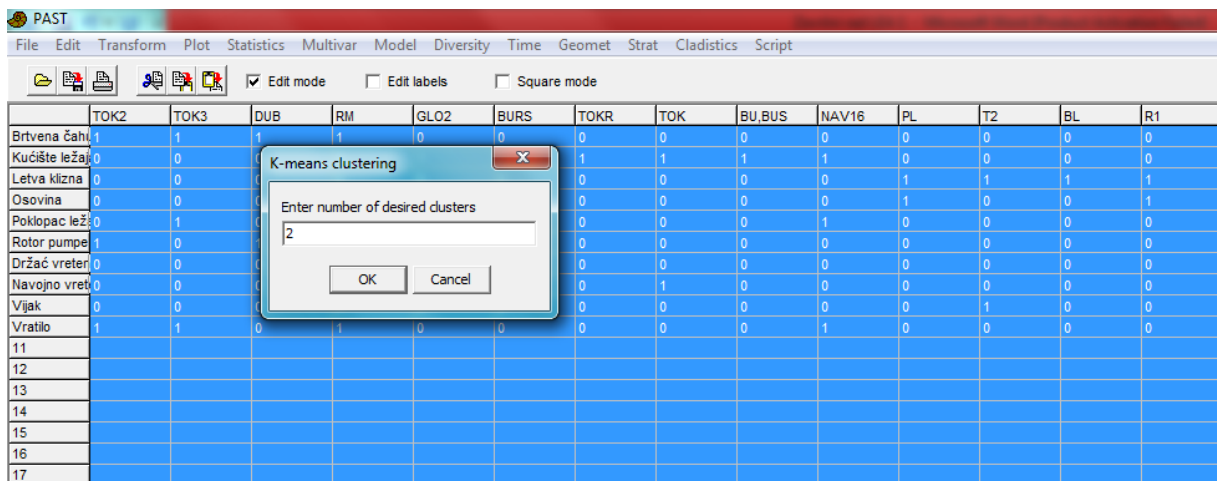 PAST
File Edit Transform Plot Statistics Multivar Model Diversity Time Geomet Strat Cladistics Script
Edit mode Edit labels Square mode
TOK2 TOK3 DUB RM GLO2 BURS TOKR TOK BU,BUS NAV16 PL T2 BL R1
Brtvena čahu 1 1 1 1 0 0 0 0 0 0 0 0 0 0
Kućište ležaj 0 0 1 1 1 1 0 0 0 0
Letva klizna 0 0 0 0 0 0 1 1 1 1
Osovina 0 0 0 0 0 0 1 0 0 1
Poklopac lež 0 1 0 0 0 1 0 0 0 0
Rotor pumpe 1 0 0 0 0 0 0 0 0 0
Držać vreten 0 0 0 0 0 0 0 0 0 0
Navojno vret 0 0 0 1 0 0 0 0 0 0
Vijak 0 0 0 0 0 0 0 1 0 0
Vratilo 1 1 0 1 0 0 0 0 0 1 0 0 0 0
11
12
13
14
15
16
17
K-means clustering
Enter number of desired clusters
2
OK Cancel